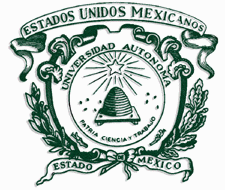 ESTADOS UNIDOS MEXICANOS
UNIVERSIDAD AUTONOMA
PATRIA CIENCIA Y TRABAJO
ESTADO MEXICO